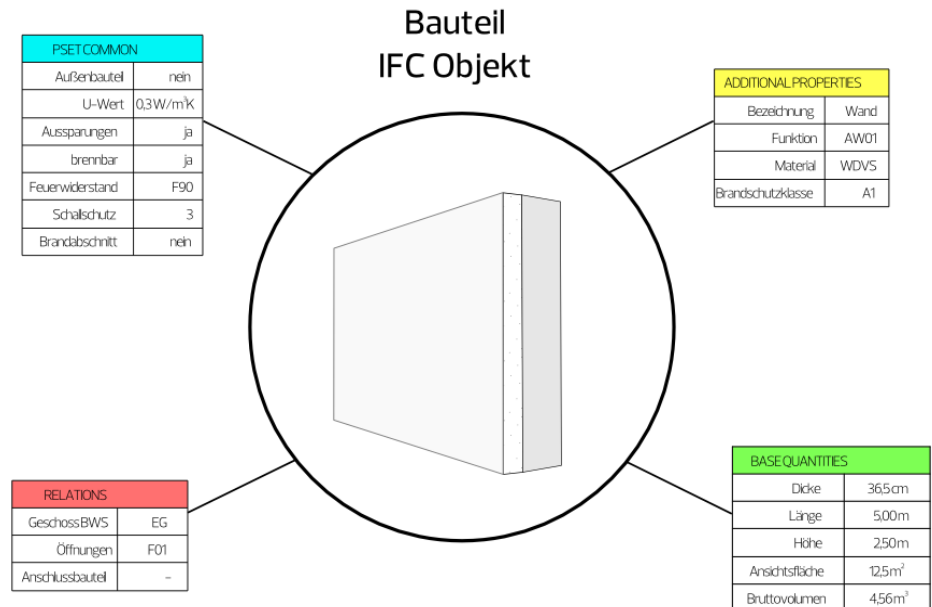 Bauteil
IFC Objekt
PSET COMMON
Außenbauteil nein
U-Wert 0,3 W/m²K
Aussparungen ja
brennbar ja
Feuerwiderstand F90
Schallschutz 3
Brandabschnitt nein
ADDITIONAL PROPERTIES
Bezeichnung Wand
Funktion AW01
Material WDVS
Brandschutzklasse A1
RELATIONS
Geschoss BWS EG
Öffnungen F01
Anschlussbauteil -
BASE QUANTITIES
Dicke 36,5 cm
Länge 5,00 m
Höhe 2,50 m
Ansichtsfläche 12,5 m²
Bruttovolumen 4,56 m³